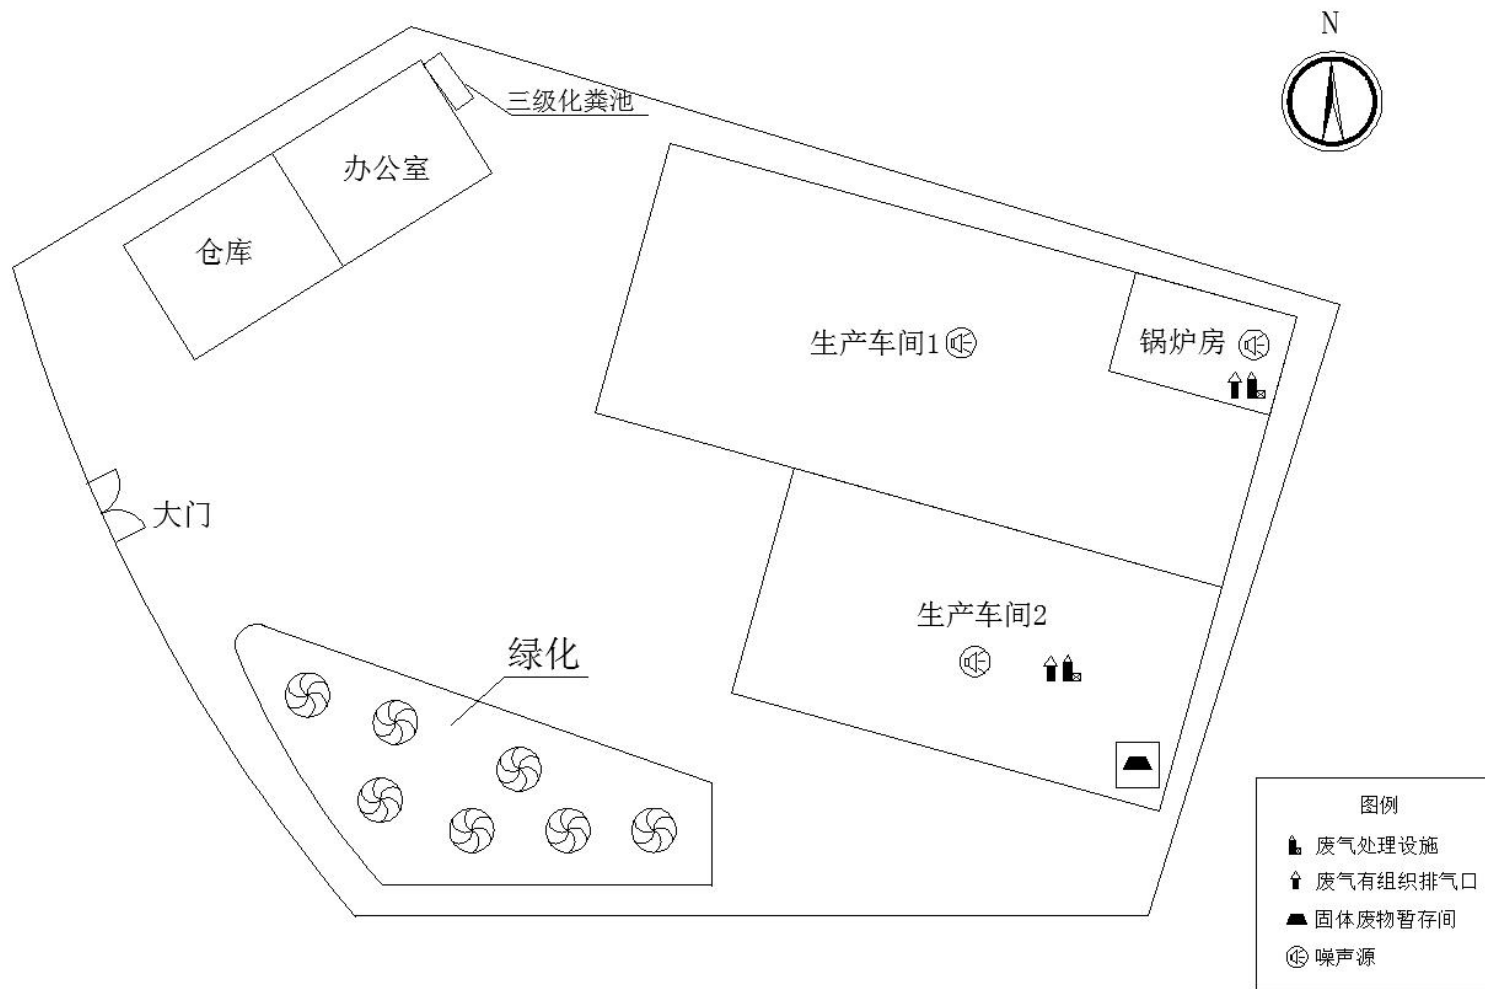 N
三级化粪池
办公室
仓库
生产车间1
锅炉房
大门
生产车间2
绿化
图例
废气处理设施
废气有组织排气口
固体废物暂存间
噪声源